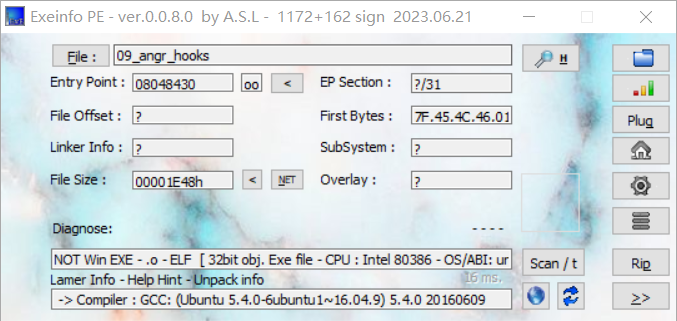 Exeinfo PE - ver.0.0.8.0 by A.S.L - 1172+162 sign 2023.06.21
File : 09_angr_hooks H
Entry Point : 08048430 oo < EP Section : ?/31
File Offset : ? First Bytes : 7F.45.4C.46.01 Plug
Linker Info : ? SubSystem : ?
File Size : 00001E48h < NET Overlay : ?
Diagnose: ----
NOT Win EXE - .o - ELF [ 32bit obj. Exe file - CPU : Intel 80386 - OS/ABI: ur Scan / t Rip
Lamer Info - Help Hint - Unpack info 16 ms.
-> Compiler : GCC: (Ubuntu 5.4.0-6ubuntu1~16.04.9) 5.4.0 20160609 >>